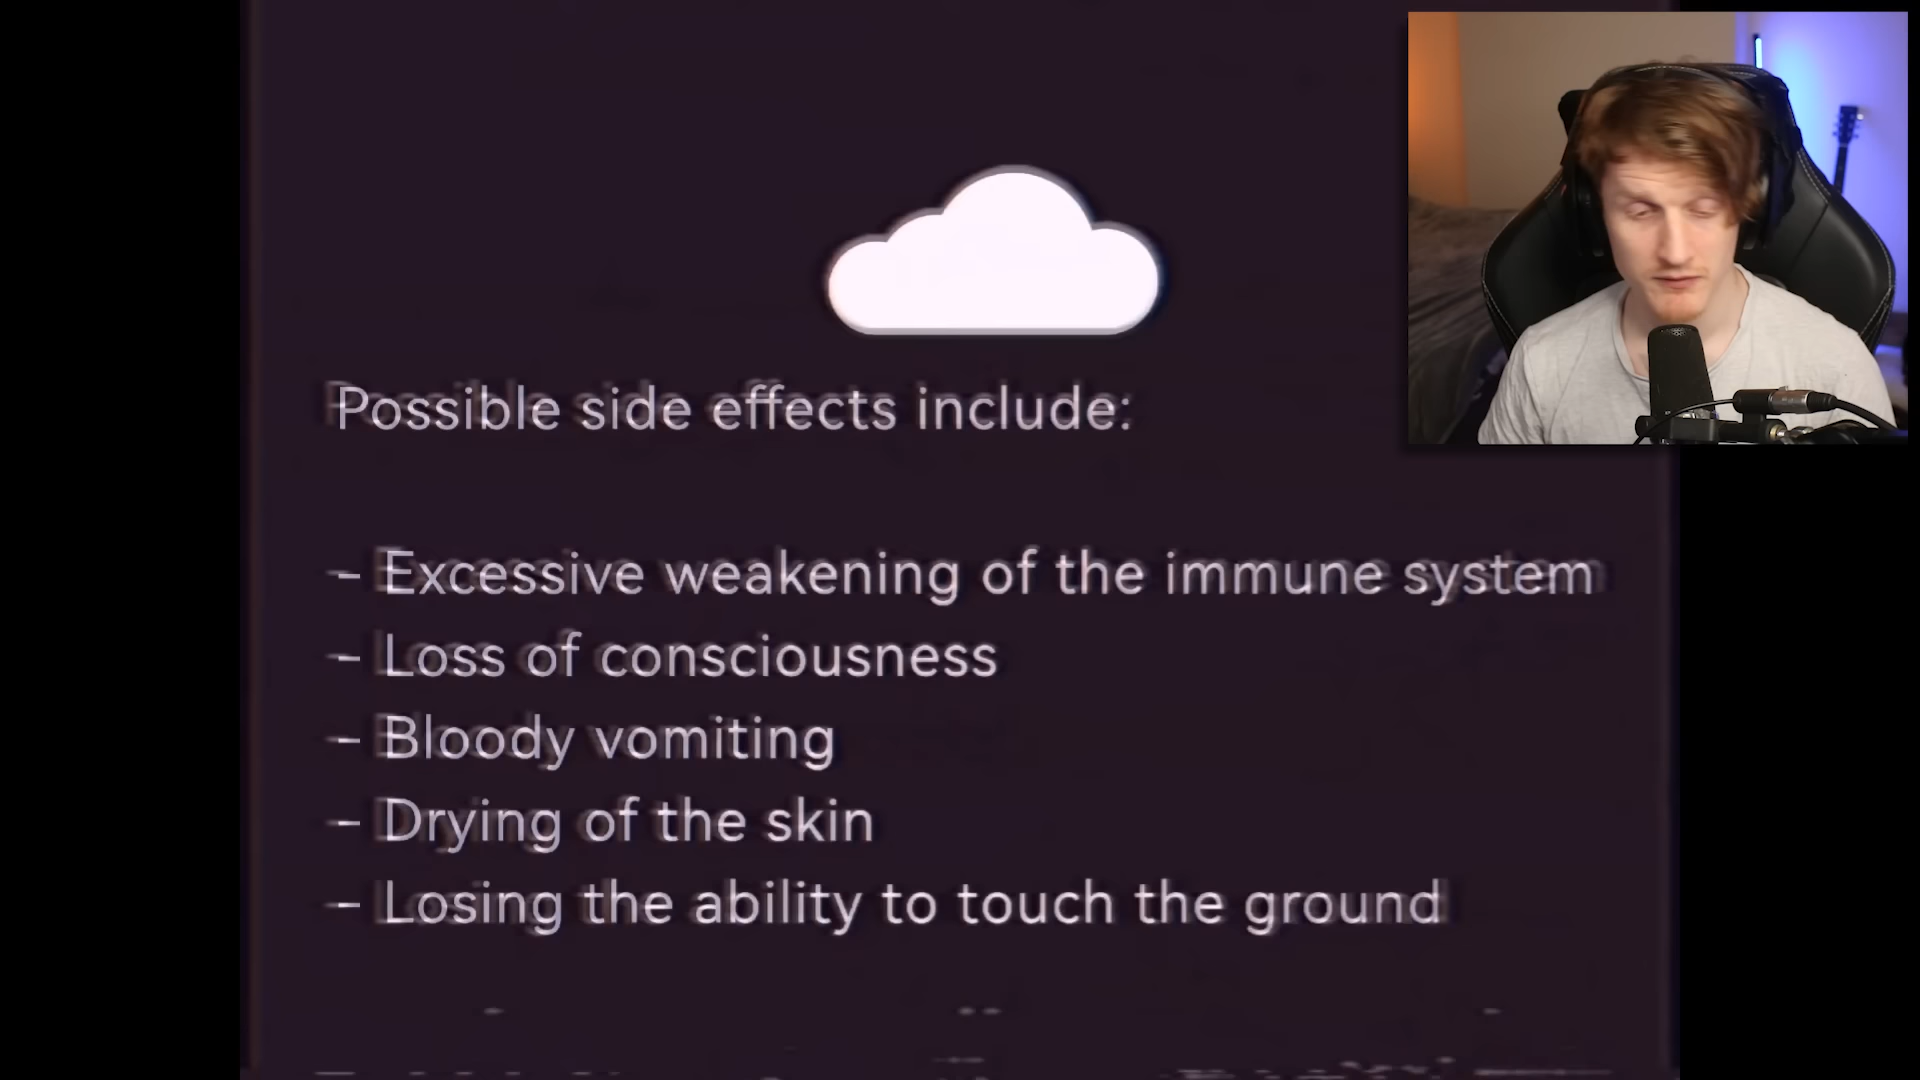 Possible side effects include:
- Excessive weakening of the immune system
- Loss of consciousness
- Bloody vomiting
- Drying of the skin
- Losing the ability to touch the ground